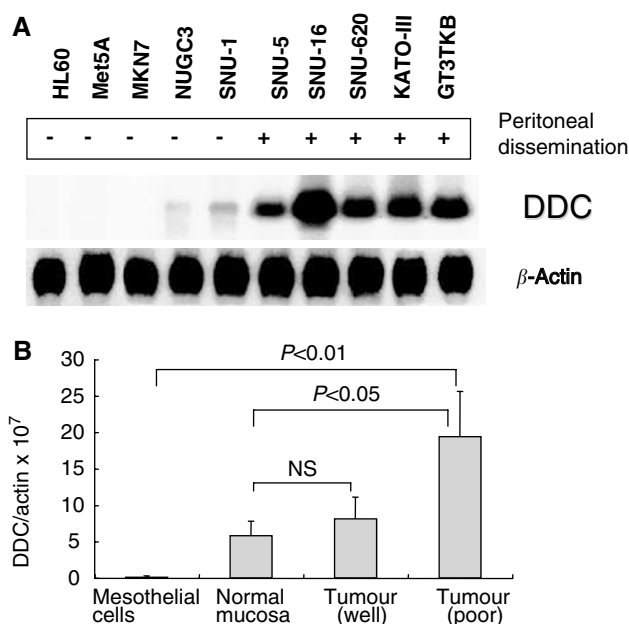 A
HL60
Met5A
MKN7
NUGC3
SNU-1
SNU-5
SNU-16
SNU-620
KATO-III
GT3TKB
- - - - - + + + + +
Peritoneal
dissemination
DDC
β-Actin
B
DDC/actin x 10⁷
30
25
20
15
10
5
0
P<0.01
P<0.05
NS
Mesothelial
cells
Normal
mucosa
Tumour
(well)
Tumour
(poor)